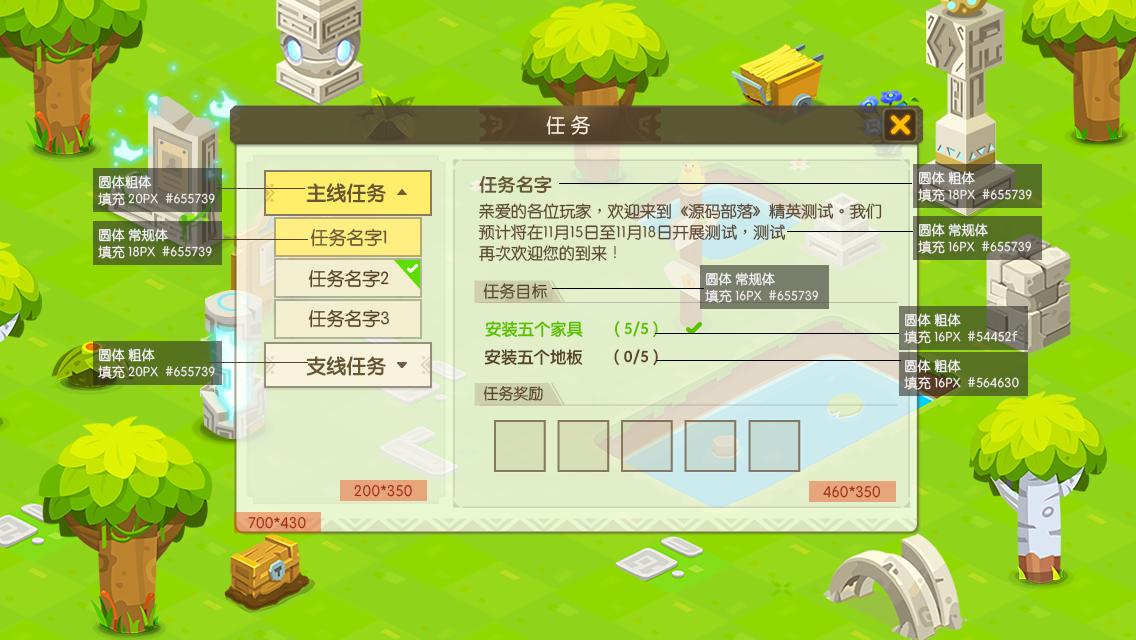 任务
圆体粗体
填充 20PX #655739
主线任务
圆体 常规体
填充 18PX #655739
任务名字1
任务名字2
任务名字3
圆体 粗体
填充 20PX #655739
支线任务
200*350
700*430
任务名字
圆体 粗体
填充 18PX #655739
亲爱的各位玩家，欢迎来到《源码部落》精英测试。我们
预计将在11月15日至11月18日开展测试，测试
再次欢迎您的到来！
圆体 常规体
填充 16PX #655739
任务目标
圆体 常规体
填充 16PX #655739
安装五个家具 （5/5）
圆体 粗体
填充 16PX #54452f
安装五个地板 （0/5）
圆体 粗体
填充 16PX #564630
任务奖励
460*350